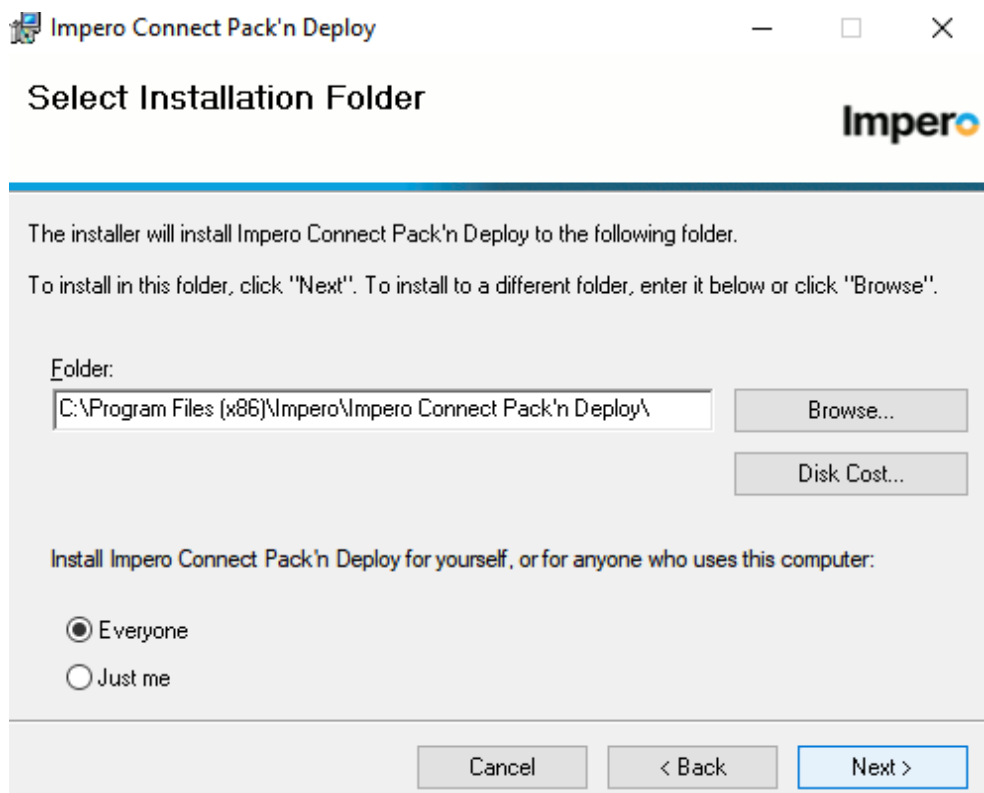 Impero Connect Pack'n Deploy
Select Installation Folder
Impero
The installer will install Impero Connect Pack'n Deploy to the following folder.
To install in this folder, click "Next". To install to a different folder, enter it below or click "Browse".
Folder:
C:\Program Files (x86)\Impero\Impero Connect Pack'n Deploy\
Browse...
Disk Cost...
Install Impero Connect Pack'n Deploy for yourself, or for anyone who uses this computer:
Everyone
Just me
Cancel
< Back
Next >